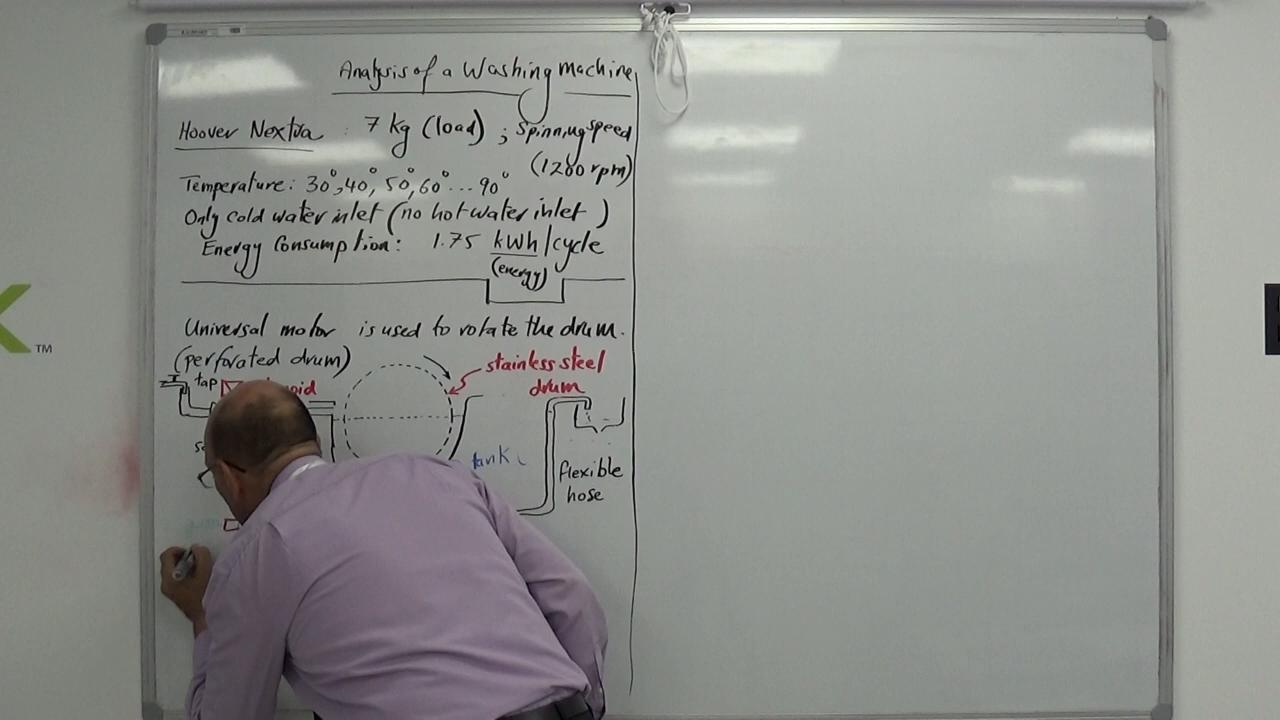 Analysis of a Washing Machine
Hoover Nextra : 7 kg (load) ; Spinning speed
(1200 rpm)
Temperature: 30°, 40°, 50°, 60° ... 90°
Only cold water inlet (no hot water inlet)
Energy Consumption: 1.75 kWh/cycle
(energy)
Universal motor is used to rotate the drum.
(perforated drum)
stainless steel
drum
tap
tank
flexible
hose
TM